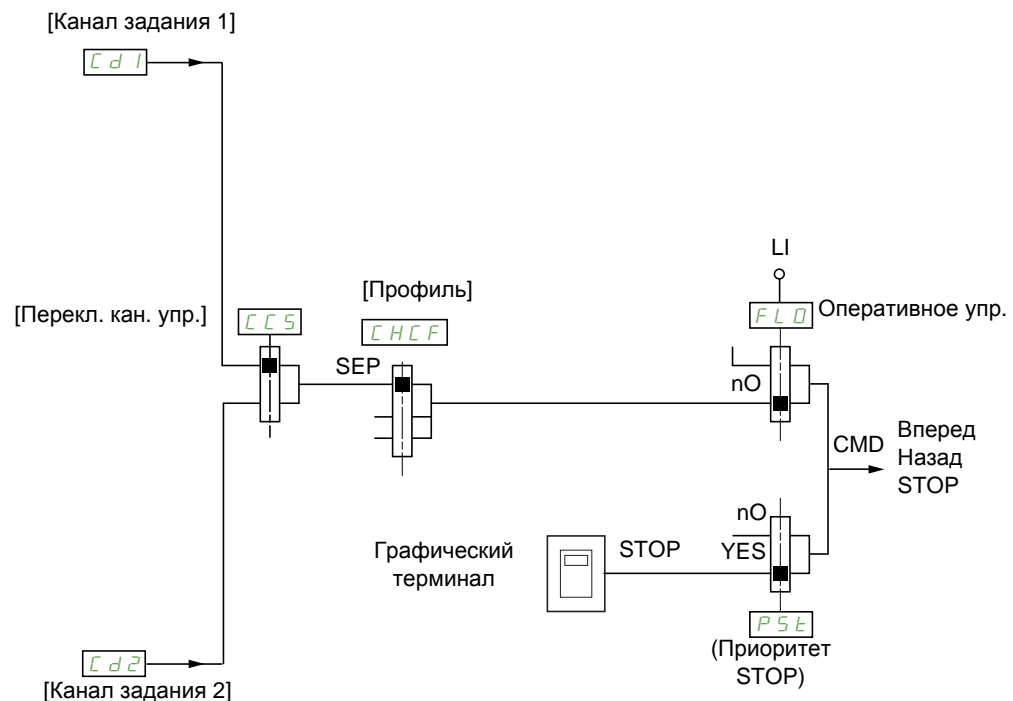 [Канал задания 1]
Cd1
LI
[Профиль]
[Перекл. кан. упр.]
CCS
CHCF
FLO
Оперативное упр.
SEP
nO
CMD
Вперед
Назад
STOP
nO
Графический
терминал
STOP
YES
PSt
(Приоритет
STOP)
Cd2
[Канал задания 2]